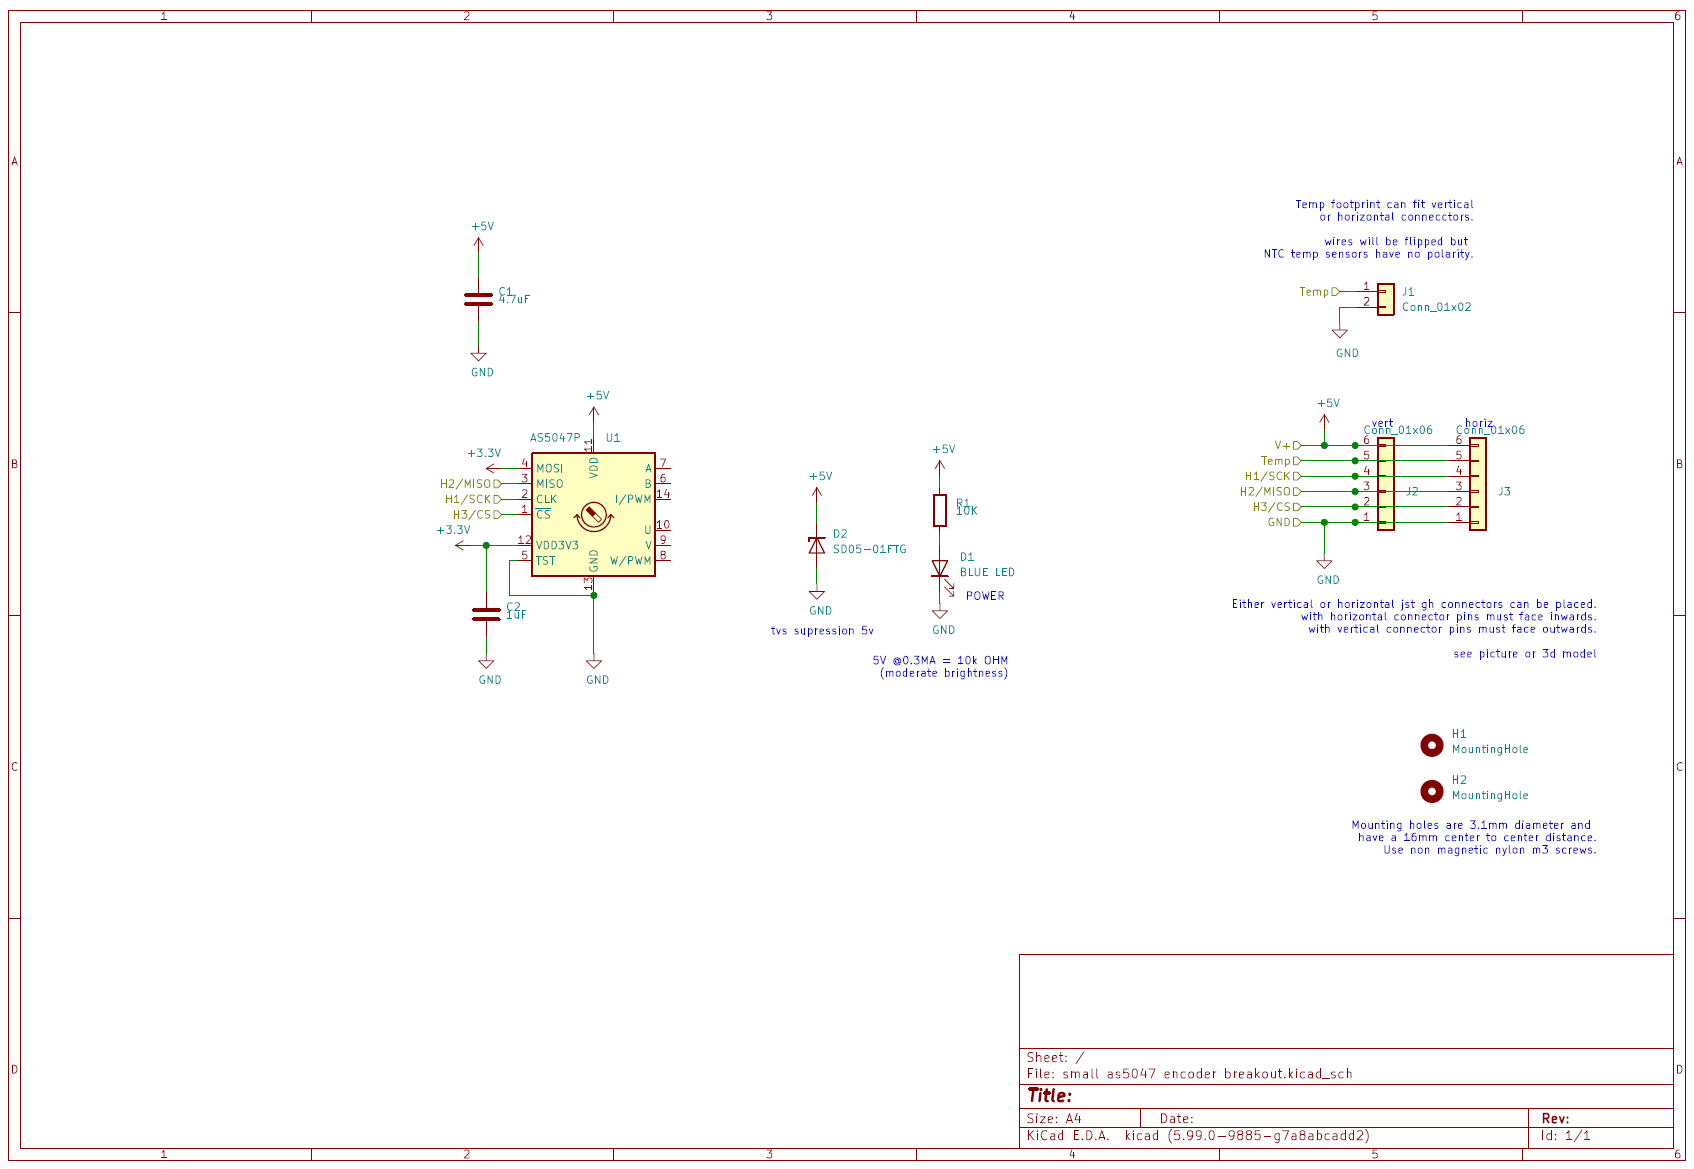 1 2 3 4 5 6
A A
B B
C C
D D
1 2 3 4 5 6
+5V
C1
4.7uF
GND
+5V
AS5047P U1
+3.3V
H2/MISO
H1/SCK
H3/CS
+3.3V
4 MOSI
3 MISO
2 CLK
1 CS
12 VDD3V3
5 TST
11 VDD
GND 13
A 7
B 6
I/PWM 14
U 10
V 9
W/PWM 8
C2
1uF
GND
GND
+5V
D2
SD05-01FTG
GND
tvs supression 5v
+5V
R1
10K
D1
BLUE LED
POWER
GND
5V @0.3MA = 10k OHM
(moderate brightness)
Temp footprint can fit vertical
or horizontal connecctors.
wires will be flipped but
NTC temp sensors have no polarity.
Temp 1 J1
2 Conn_01x02
GND
+5V
vert horiz
Conn_01x06 Conn_01x06
V+ 6 6
Temp 5 5
H1/SCK 4 4
H2/MISO 3 J2 3 J3
H3/CS 2 2
GND 1 1
GND
Either vertical or horizontal jst gh connectors can be placed.
with horizontal connector pins must face inwards.
with vertical connector pins must face outwards.
see picture or 3d model
H1
MountingHole
H2
MountingHole
Mounting holes are 3.1mm diameter and
have a 16mm center to center distance.
Use non magnetic nylon m3 screws.
Sheet: /
File: small as5047 encoder breakout.kicad_sch
Title:
Size: A4 Date: Rev:
KiCad E.D.A. kicad (5.99.0-9885-g7a8abcadd2) Id: 1/1